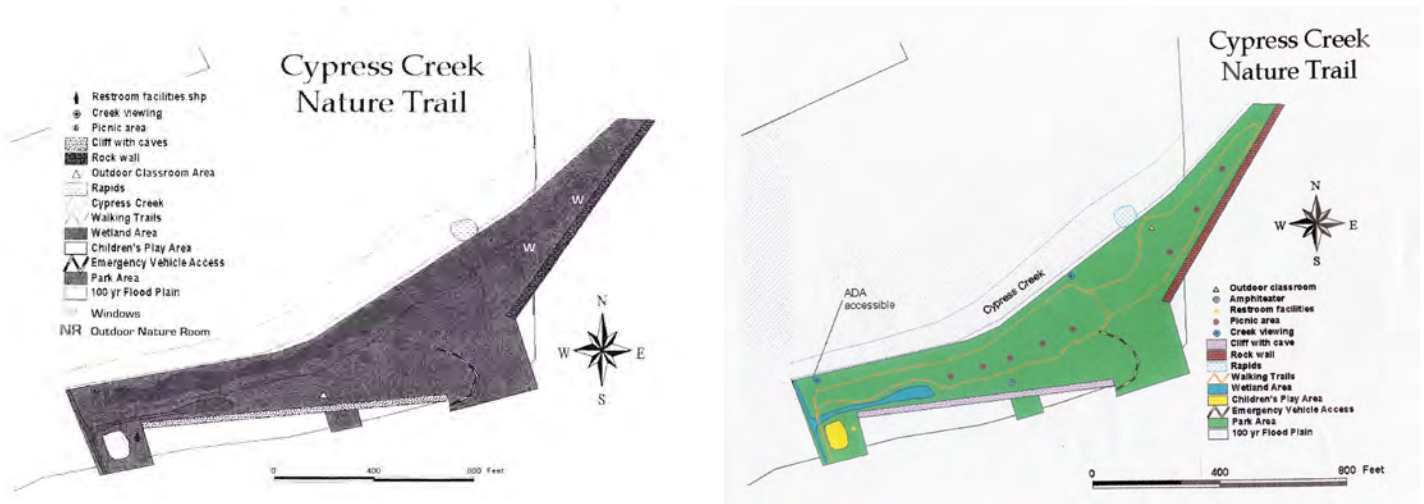 Cypress Creek
Nature Trail
Restroom facilities.shp
Creek viewing
Picnic area
Cliff with caves
Rock wall
Outdoor Classroom Area
Rapids
Cypress Creek
Walking Trails
Wetland Area
Children's Play Area
Emergency Vehicle Access
Park Area
100 yr Flood Plain
Windows
NR Outdoor Nature Room
W
W
N
W E
S
0 400 800 Feet
Cypress Creek
Nature Trail
N
W E
S
ADA
accessible
Cypress Creek
Outdoor classroom
Amphiteater
Restroom facilities
Picnic area
Creek viewing
Cliff with cave
Rock wall
Rapids
Walking Trails
Wetland Area
Children's Play Area
Emergency Vehicle Access
Park Area
100 yr Flood Plain
0 400 800 Feet